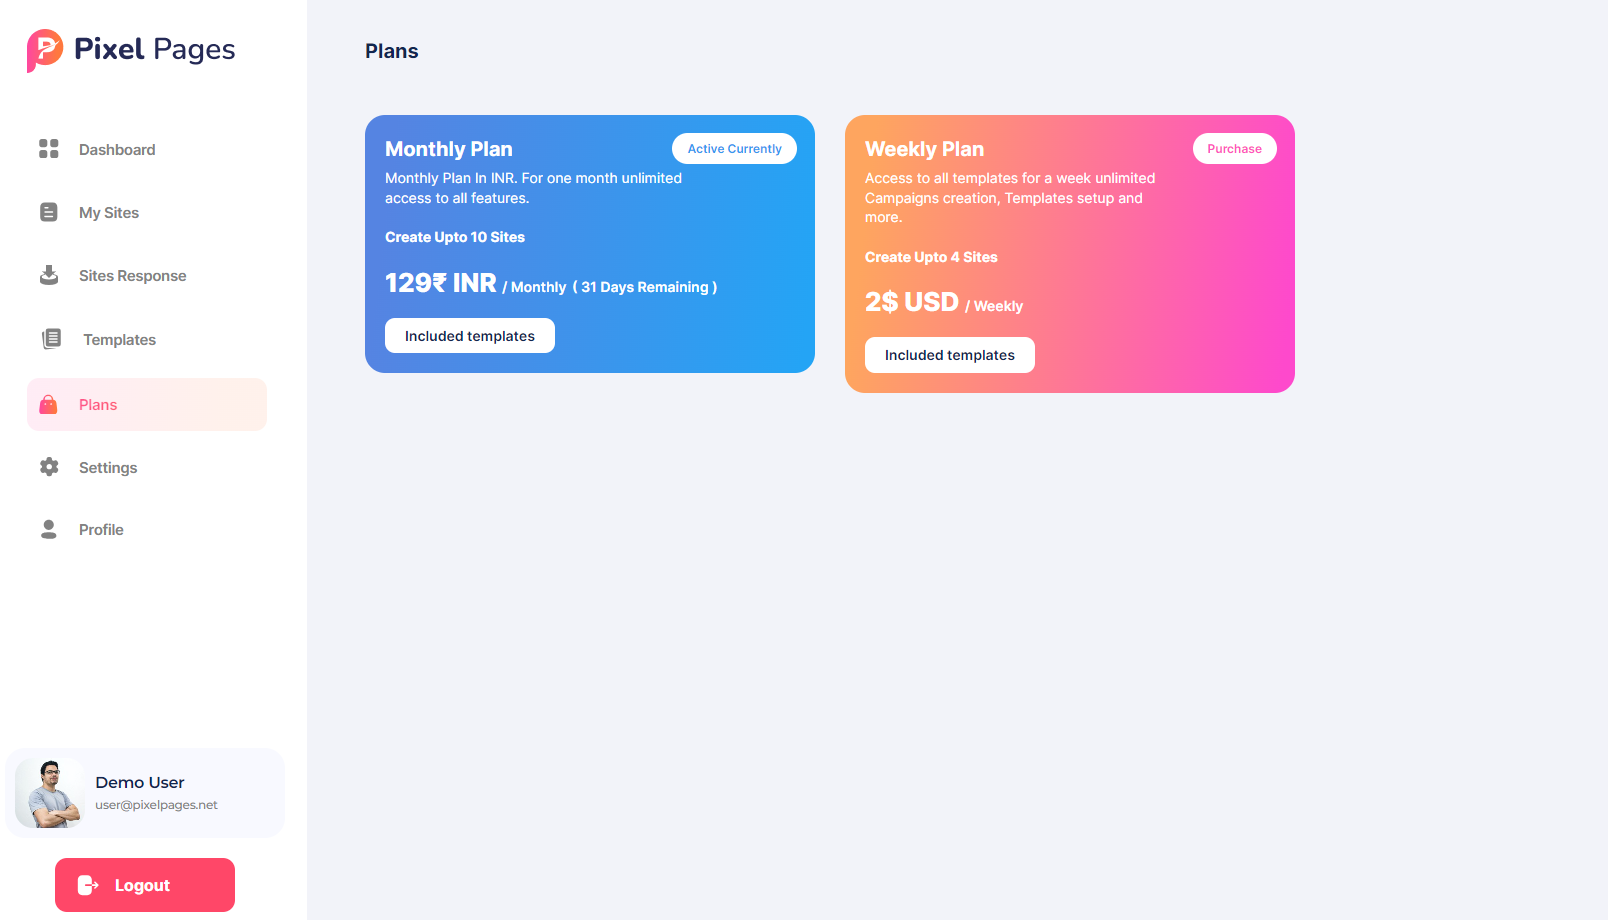 Pixel Pages
Dashboard
My Sites
Sites Response
Templates
Plans
Settings
Profile
Demo User
user@pixelpages.net
Logout
Plans
Monthly Plan
Active Currently
Monthly Plan In INR. For one month unlimited
access to all features.
Create Upto 10 Sites
129₹ INR / Monthly ( 31 Days Remaining )
Included templates
Weekly Plan
Purchase
Access to all templates for a week unlimited
Campaigns creation, Templates setup and
more.
Create Upto 4 Sites
2$ USD / Weekly
Included templates